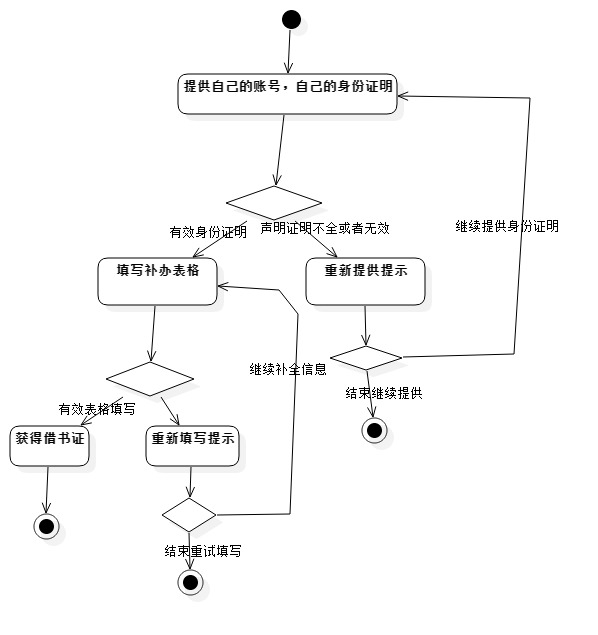 提供自己的账号，自己的身份证明
有效身份证明
声明证明不全或者无效
继续提供身份证明
填写补办表格
重新提供提示
继续补全信息
结束继续提供
有效表格填写
获得借书证
重新填写提示
结束重试填写